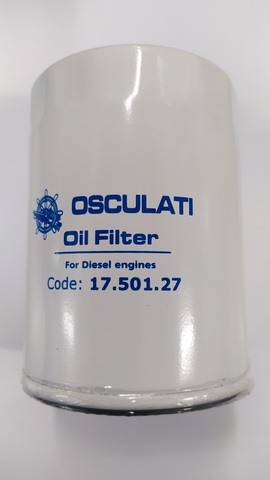 OSCULATI
Oil Filter
For Diesel engines
Code: 17.501.27